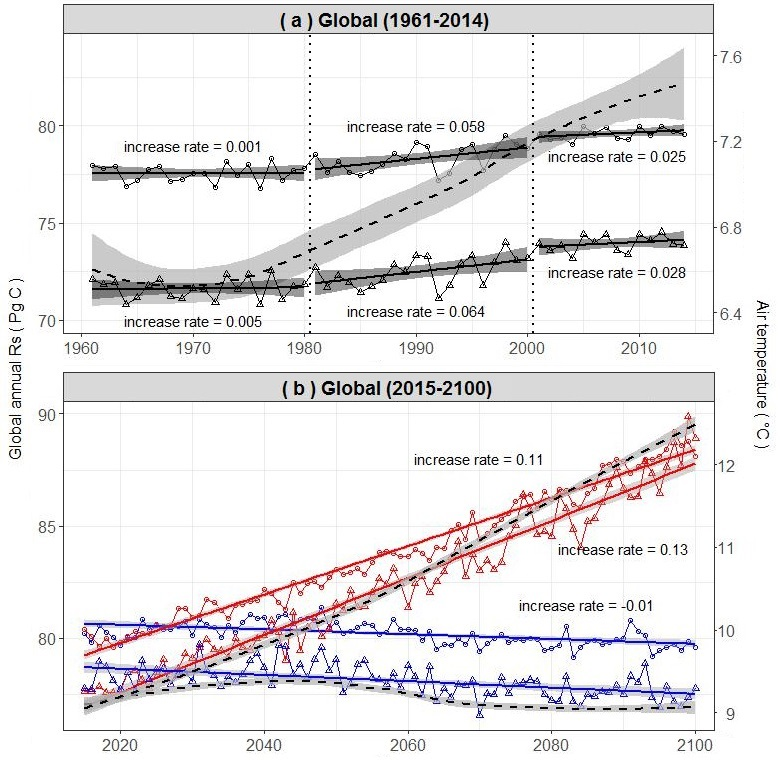 ( a ) Global (1961-2014)
7.6
increase rate = 0.058
80
increase rate = 0.001
7.2
increase rate = 0.025
75
6.8
increase rate = 0.028
increase rate = 0.064
increase rate = 0.005
70
6.4
1960 1970 1980 1990 2000 2010
Global annual Rs ( Pg C )
Air temperature ( °C )
( b ) Global (2015-2100)
90
increase rate = 0.11
12
85
increase rate = 0.13
11
increase rate = -0.01
80
10
9
2020 2040 2060 2080 2100